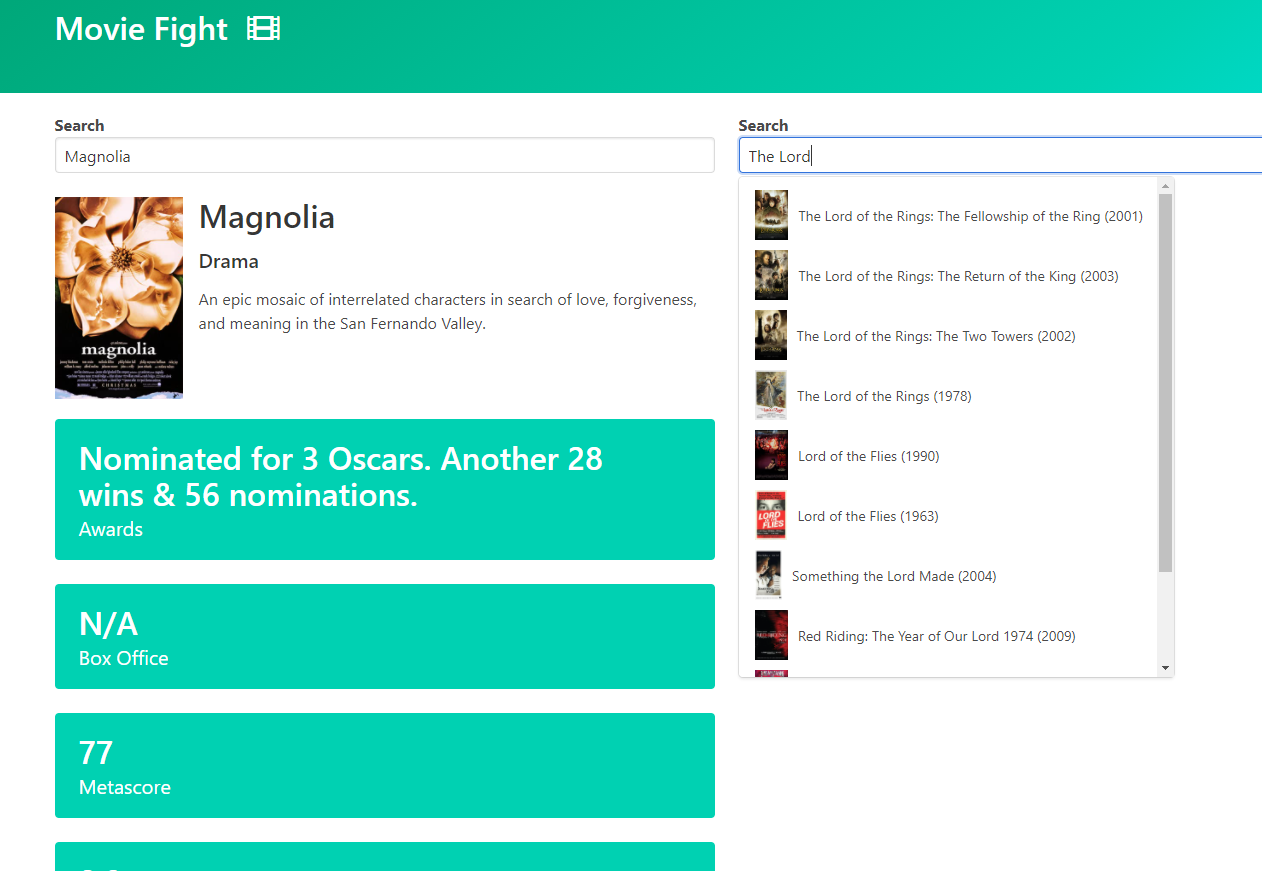 Movie Fight
Search
Magnolia
magnolia
Magnolia
Drama
An epic mosaic of interrelated characters in search of love, forgiveness,
and meaning in the San Fernando Valley.
Nominated for 3 Oscars. Another 28
wins & 56 nominations.
Awards
N/A
Box Office
77
Metascore
Search
The Lord
The Lord of the Rings: The Fellowship of the Ring (2001)
The Lord of the Rings: The Return of the King (2003)
The Lord of the Rings: The Two Towers (2002)
The Lord of the Rings (1978)
Lord of the Flies (1990)
LORD
FLIES
Lord of the Flies (1963)
Something the Lord Made (2004)
Red Riding: The Year of Our Lord 1974 (2009)